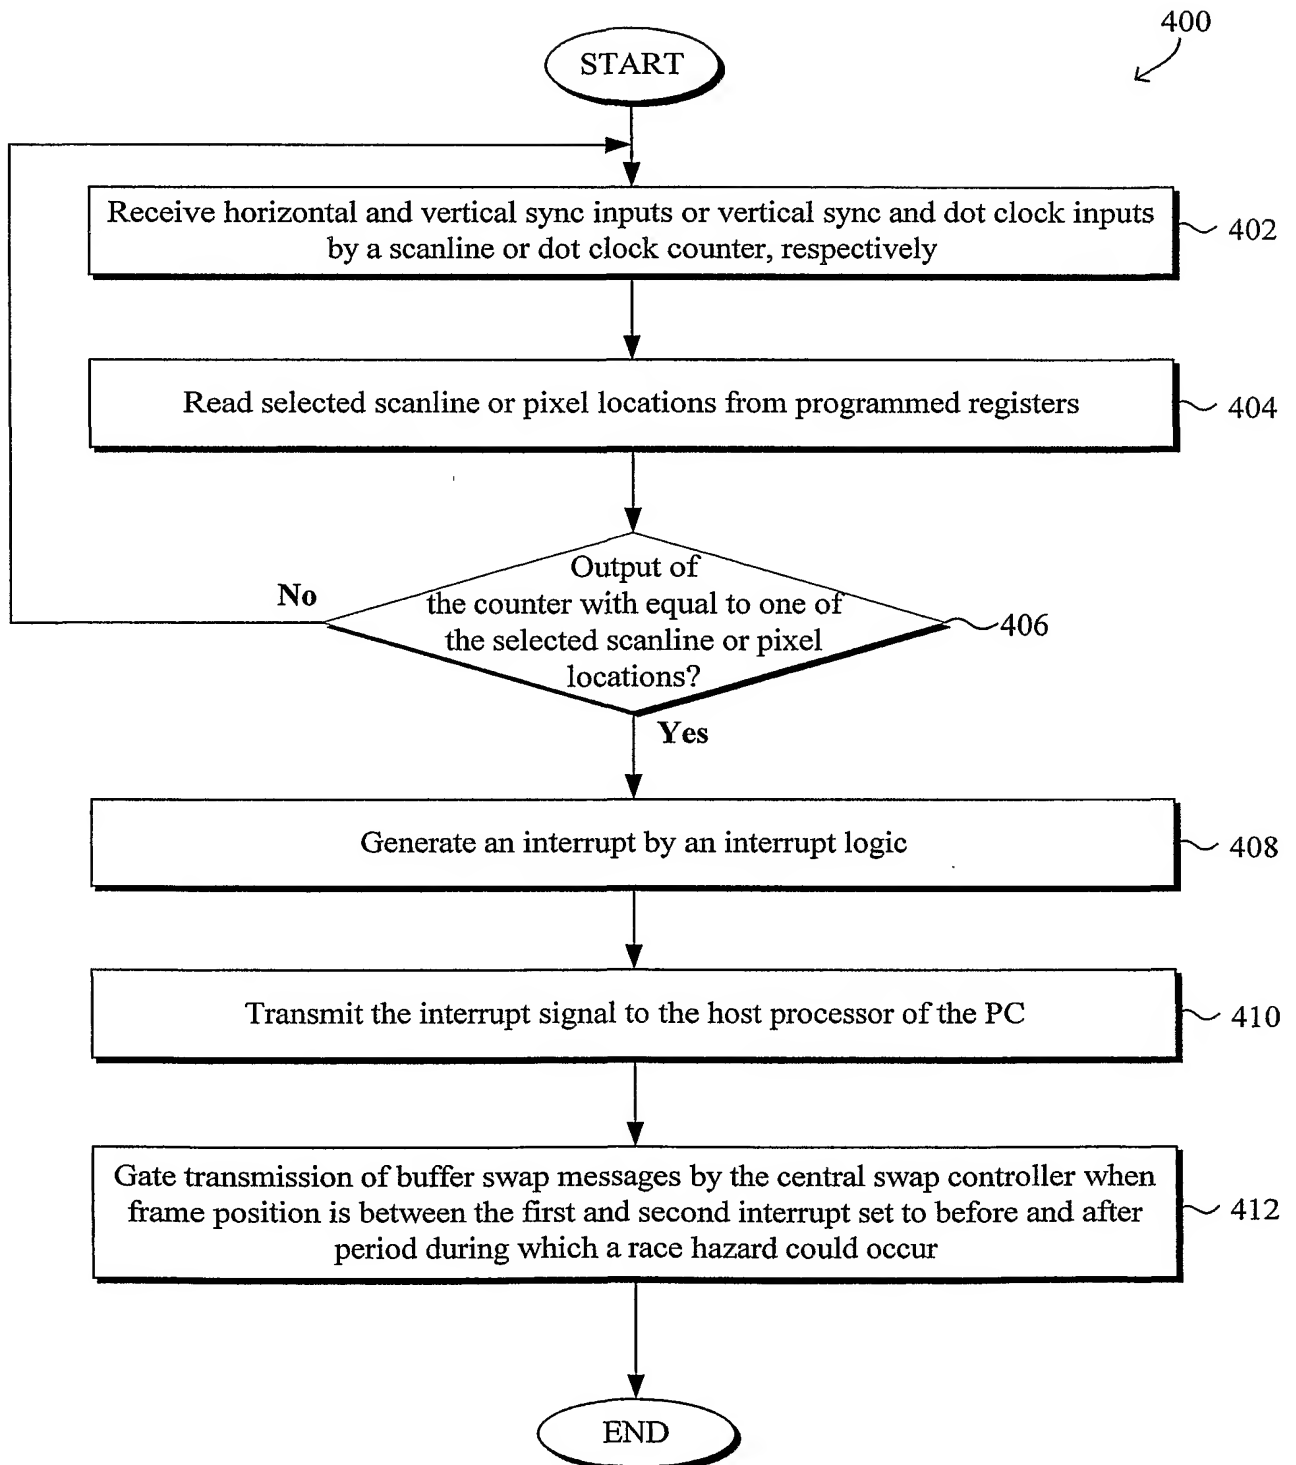 400
START
Receive horizontal and vertical sync inputs or vertical sync and dot clock inputs
by a scanline or dot clock counter, respectively
402
Read selected scanline or pixel locations from programmed registers
404
Output of
the counter with equal to one of
the selected scanline or pixel
locations?
No
406
Yes
Generate an interrupt by an interrupt logic
408
Transmit the interrupt signal to the host processor of the PC
410
Gate transmission of buffer swap messages by the central swap controller when
frame position is between the first and second interrupt set to before and after
period during which a race hazard could occur
412
END